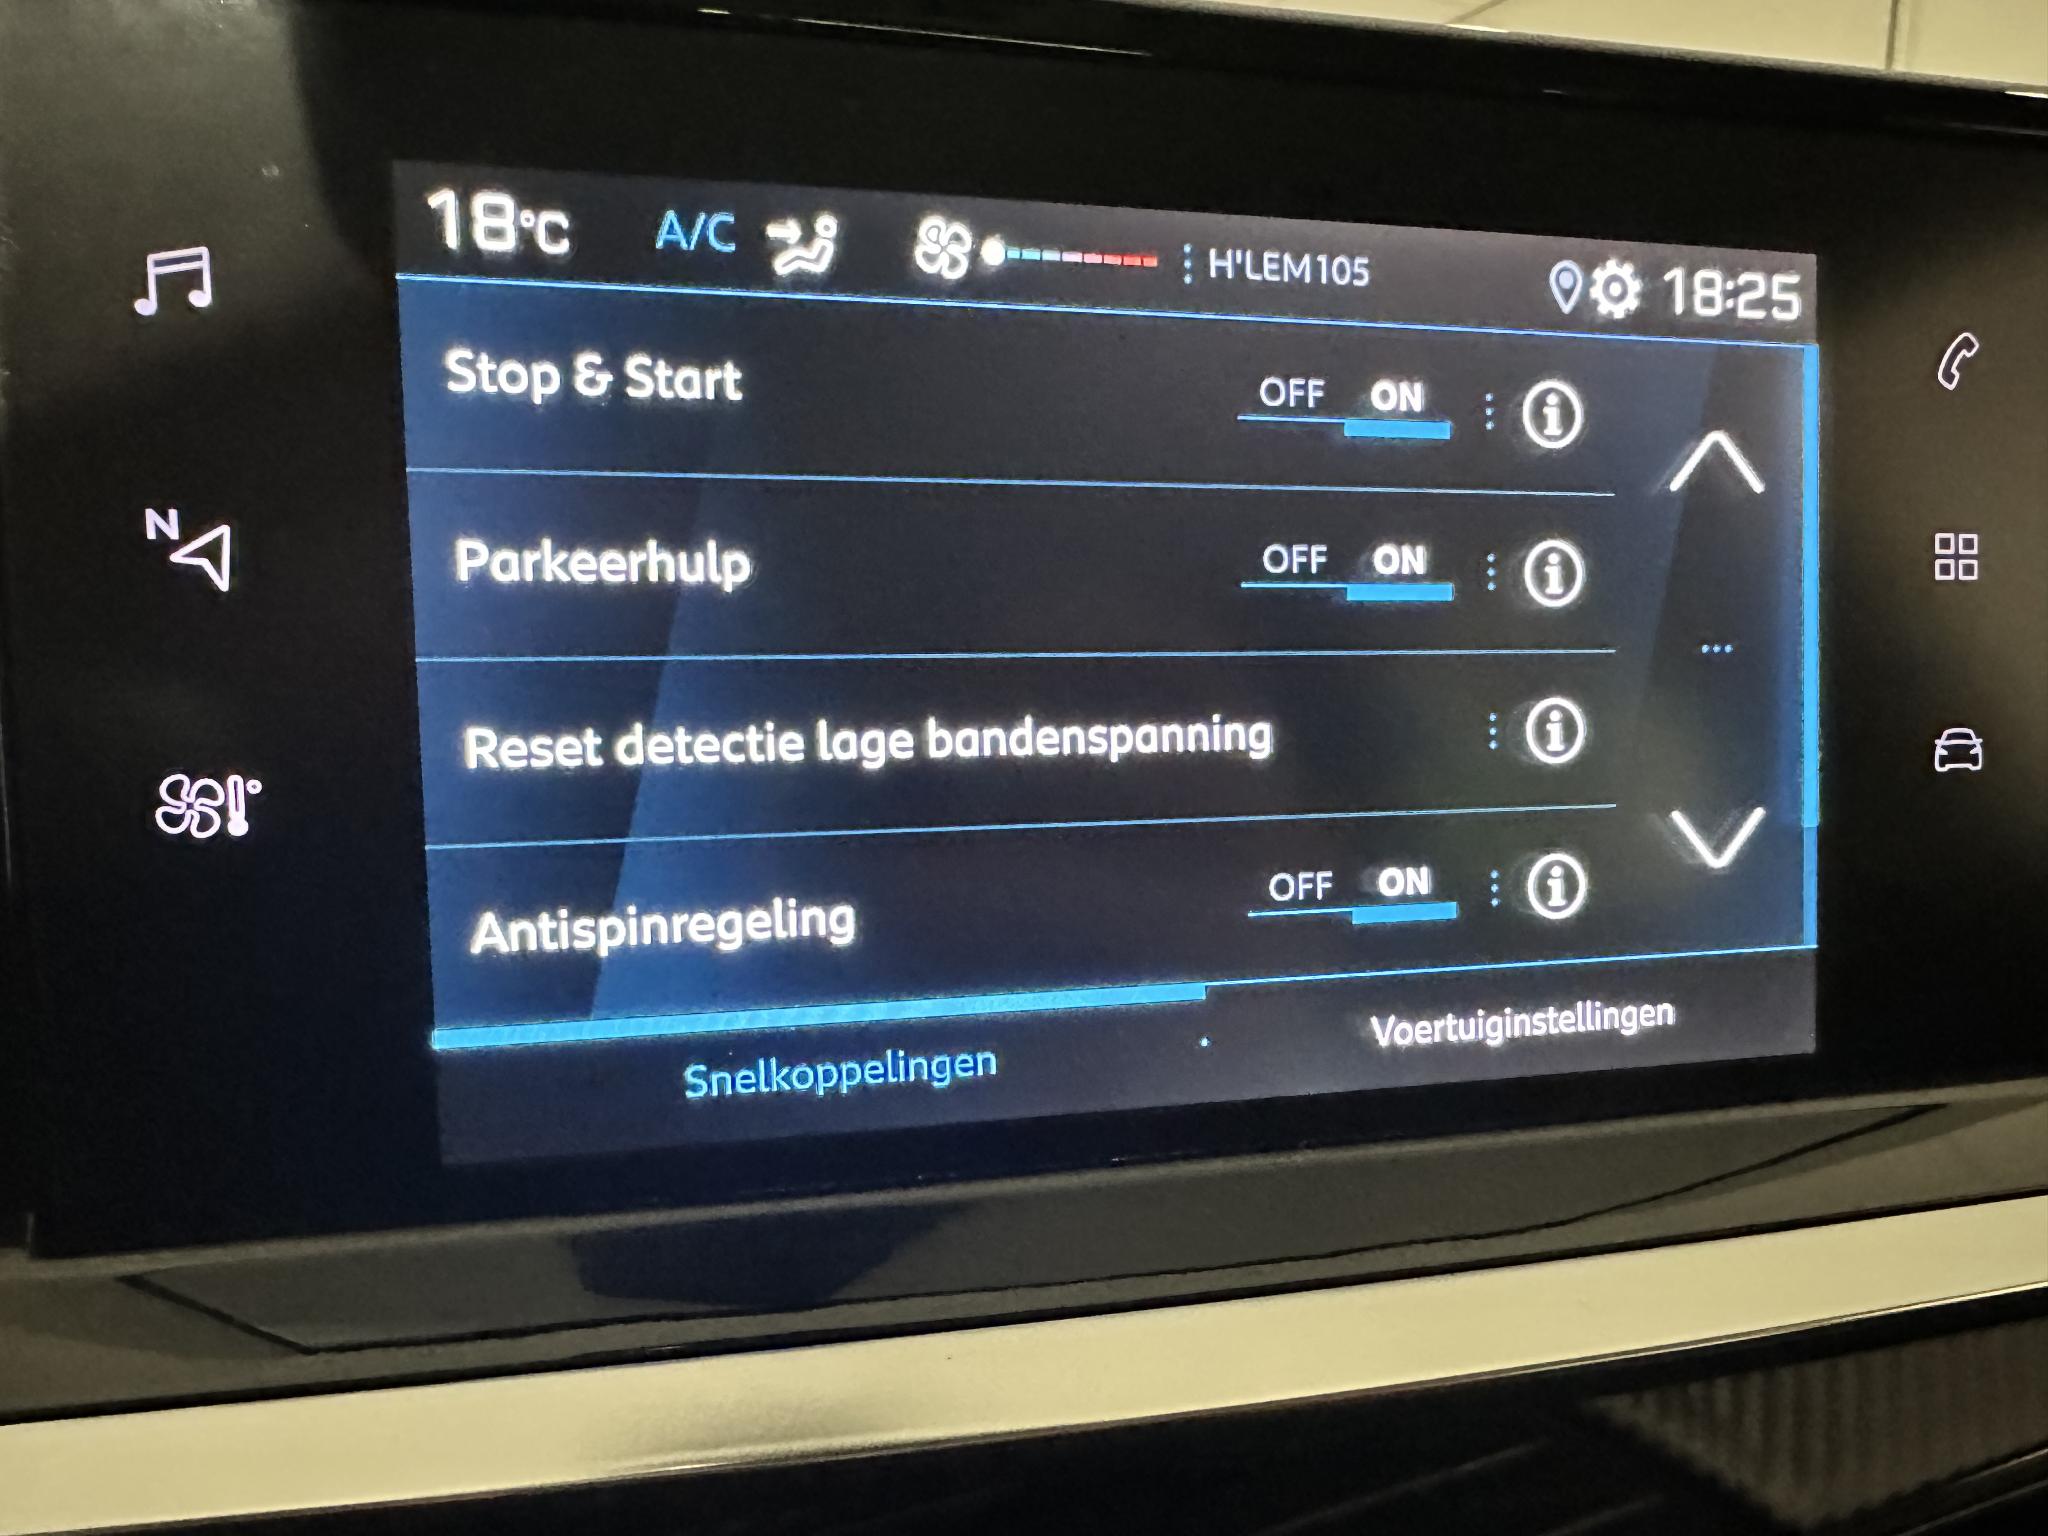 18°C A/C H'LEM105 18:25
Stop & Start OFF ON
N
Parkeerhulp OFF ON
Reset detectie lage bandenspanning
Antispinregeling OFF ON
Snelkoppelingen Voertuiginstellingen